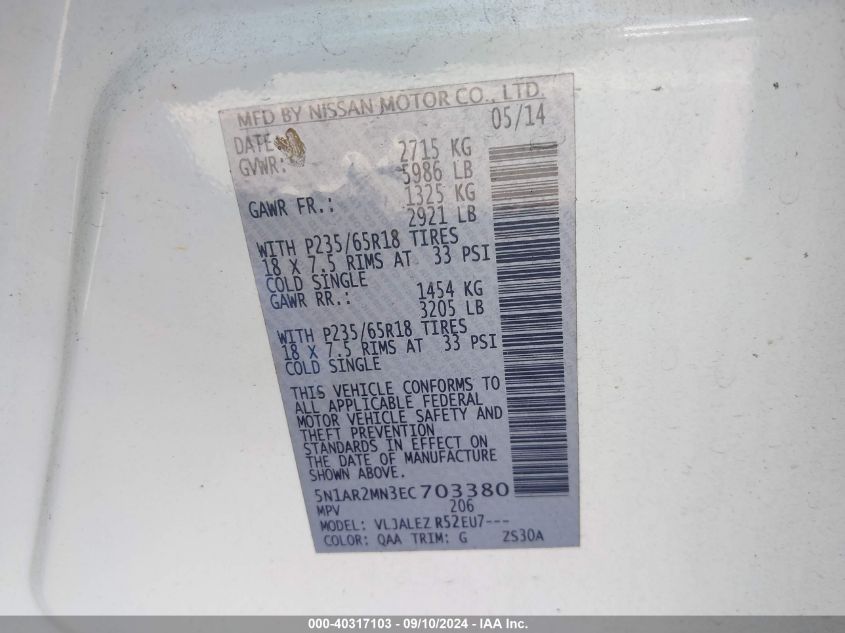 MFD BY NISSAN MOTOR CO., LTD.
DATE 05/14
GVWR: 2715 KG
5986 LB
GAWR FR.: 1325 KG
2921 LB
WITH P235/65R18 TIRES
18 X 7.5 RIMS AT 33 PSI
COLD SINGLE
GAWR RR.: 1454 KG
3205 LB
WITH P235/65R18 TIRES
18 X 7.5 RIMS AT 33 PSI
COLD SINGLE
THIS VEHICLE CONFORMS TO
ALL APPLICABLE FEDERAL
MOTOR VEHICLE SAFETY AND
THEFT PREVENTION
STANDARDS IN EFFECT ON
THE DATE OF MANUFACTURE
SHOWN ABOVE.
5N1AR2MN3EC703380
MPV 206
MODEL: VLJALEZ R52EU7---
COLOR: QAA TRIM: G ZS30A
000-40317103 - 09/10/2024 - IAA Inc.